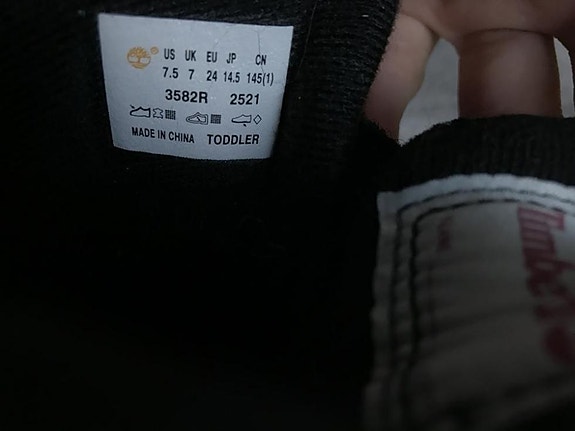 US UK EU JP CN
7.5 7 24 14.5 145(1)
3582R 2521
MADE IN CHINA TODDLER